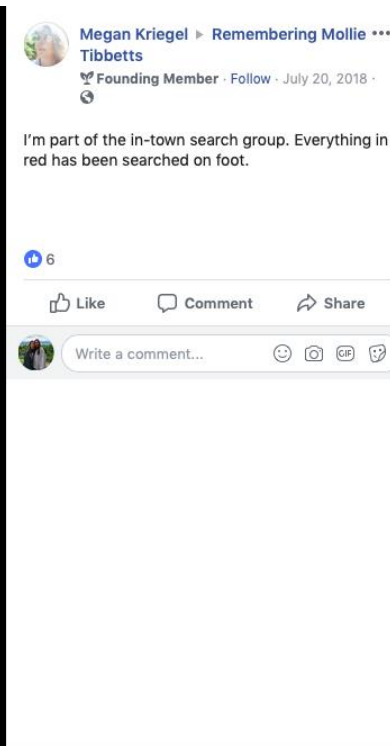 Megan Kriegel ▸ Remembering Mollie ...
Tibbetts
Founding Member · Follow · July 20, 2018 ·
I'm part of the in-town search group. Everything in
red has been searched on foot.
6
Like Comment Share
Write a comment... GIF